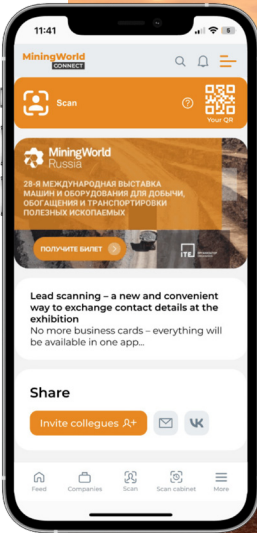 11:41
MiningWorld
CONNECT
Scan
Your QR
MiningWorld
Russia
28-Я МЕЖДУНАРОДНАЯ ВЫСТАВКА
МАШИН И ОБОРУДОВАНИЯ ДЛЯ ДОБЫЧИ,
ОБОГАЩЕНИЯ И ТРАНСПОРТИРОВКИ
ПОЛЕЗНЫХ ИСКОПАЕМЫХ
ПОЛУЧИТЕ БИЛЕТ
Lead scanning – a new and convenient
way to exchange contact details at the
exhibition
No more business cards – everything will
be available in one app...
Share
Invite collegues
Feed
Companies
Scan
Scan cabinet
More